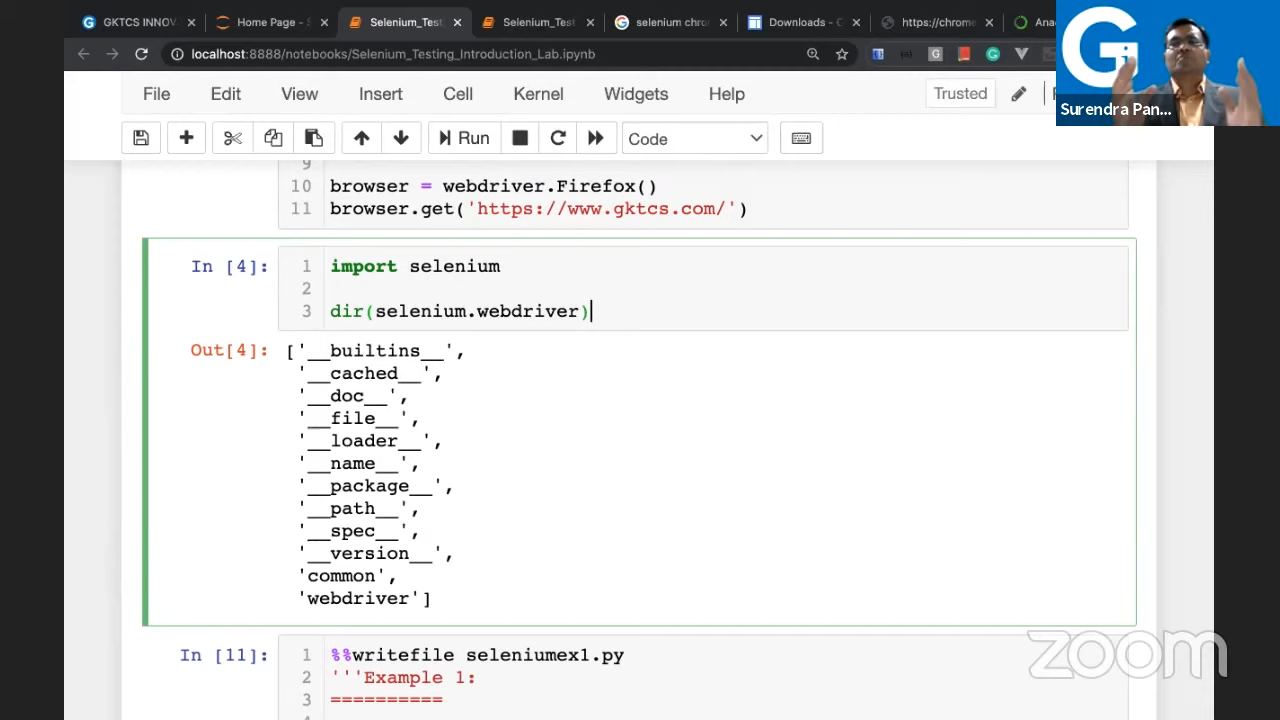 GKTCS INNOV
Home Page - S
Selenium_Test
Selenium_Test
selenium chro
Downloads - C
https://chrome
Ana
localhost:8888/notebooks/Selenium_Testing_Introduction_Lab.ipynb
File Edit View Insert Cell Kernel Widgets Help Trusted
Surendra Pan...
Run Code
9
10 browser = webdriver.Firefox()
11 browser.get('https://www.gktcs.com/')
In [4]: 1 import selenium
2
3 dir(selenium.webdriver)
Out[4]: ['__builtins__',
'__cached__',
'__doc__',
'__file__',
'__loader__',
'__name__',
'__package__',
'__path__',
'__spec__',
'__version__',
'common',
'webdriver']
In [11]: 1 %%writefile seleniumex1.py
2 '''Example 1:
3 ==========
zoom